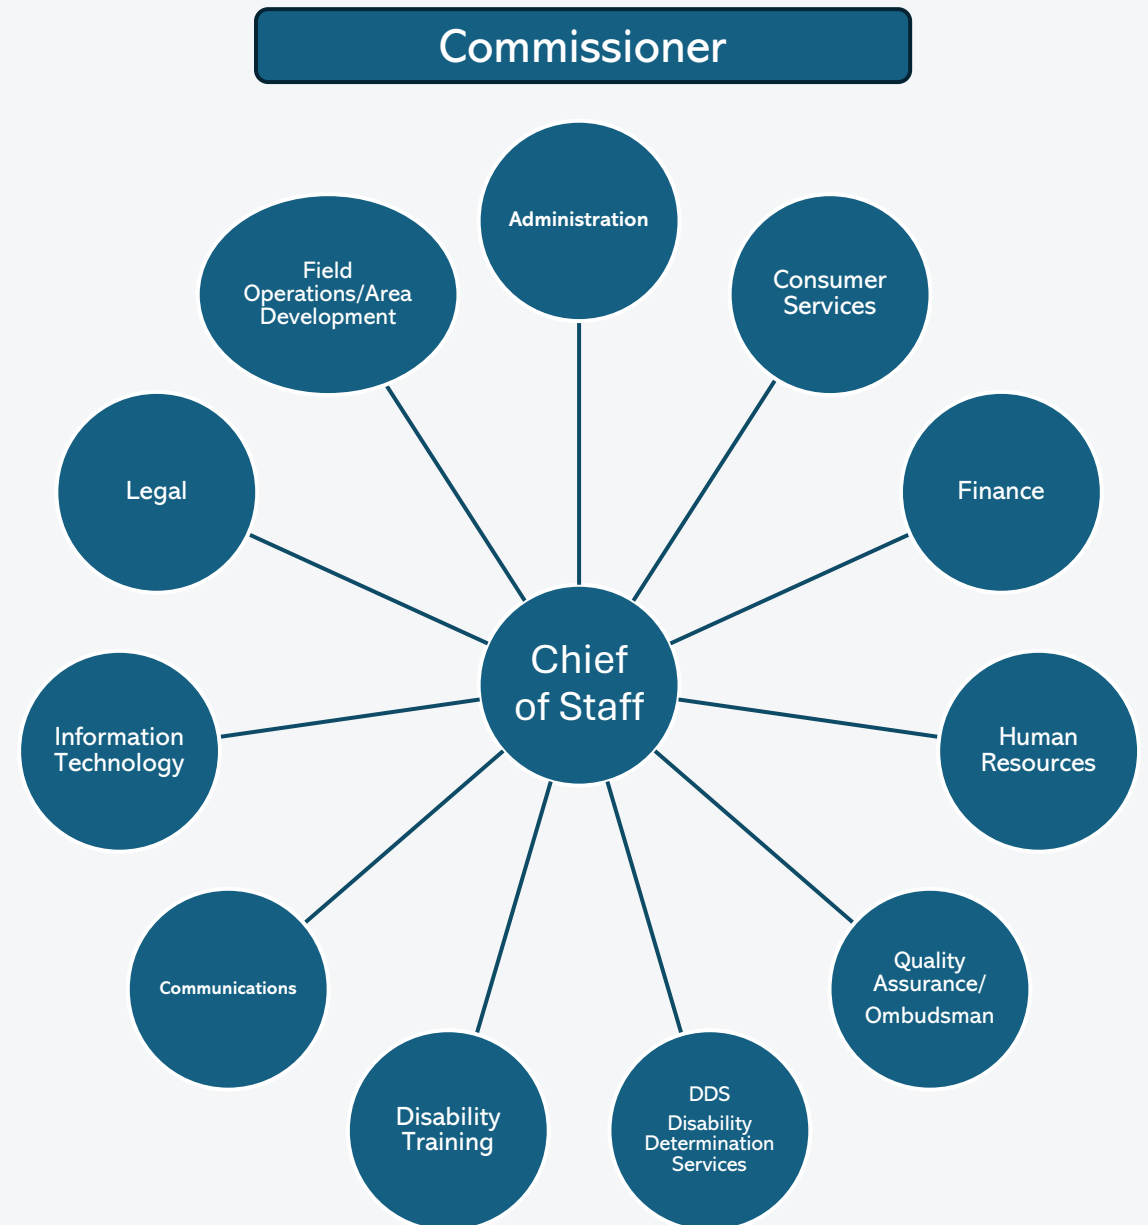 Commissioner
Administration
Consumer
Services
Finance
Human
Resources
Quality
Assurance/
Ombudsman
DDS
Disability
Determination
Services
Disability
Training
Communications
Information
Technology
Legal
Field
Operations/Area
Development
Chief
of Staff